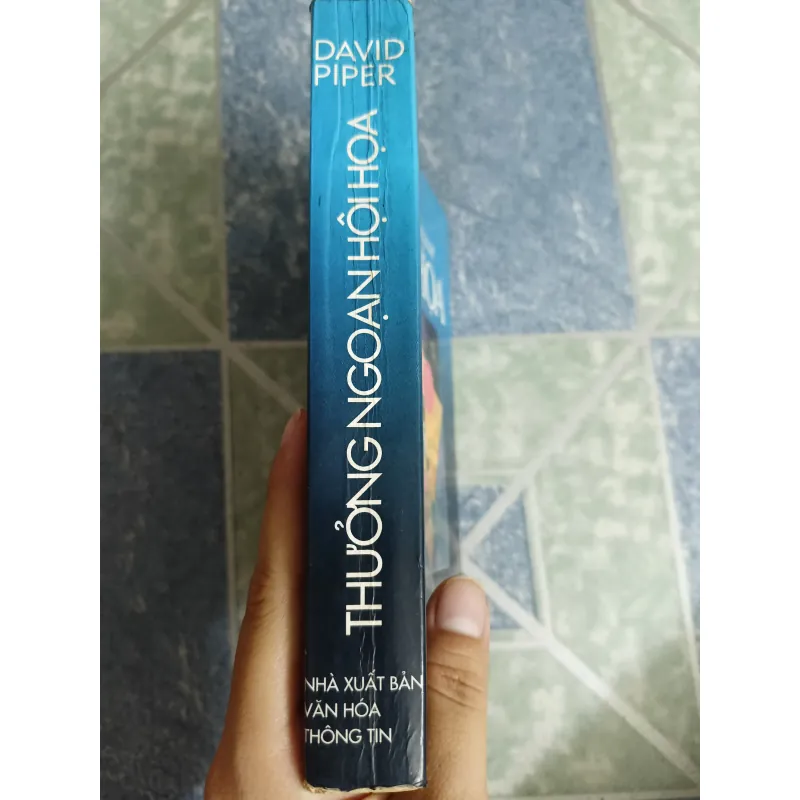 DAVID
PIPER
THƯỞNG NGOẠN HỘI HỌA
NHÀ XUẤT BẢN
VĂN HÓA
THÔNG TIN